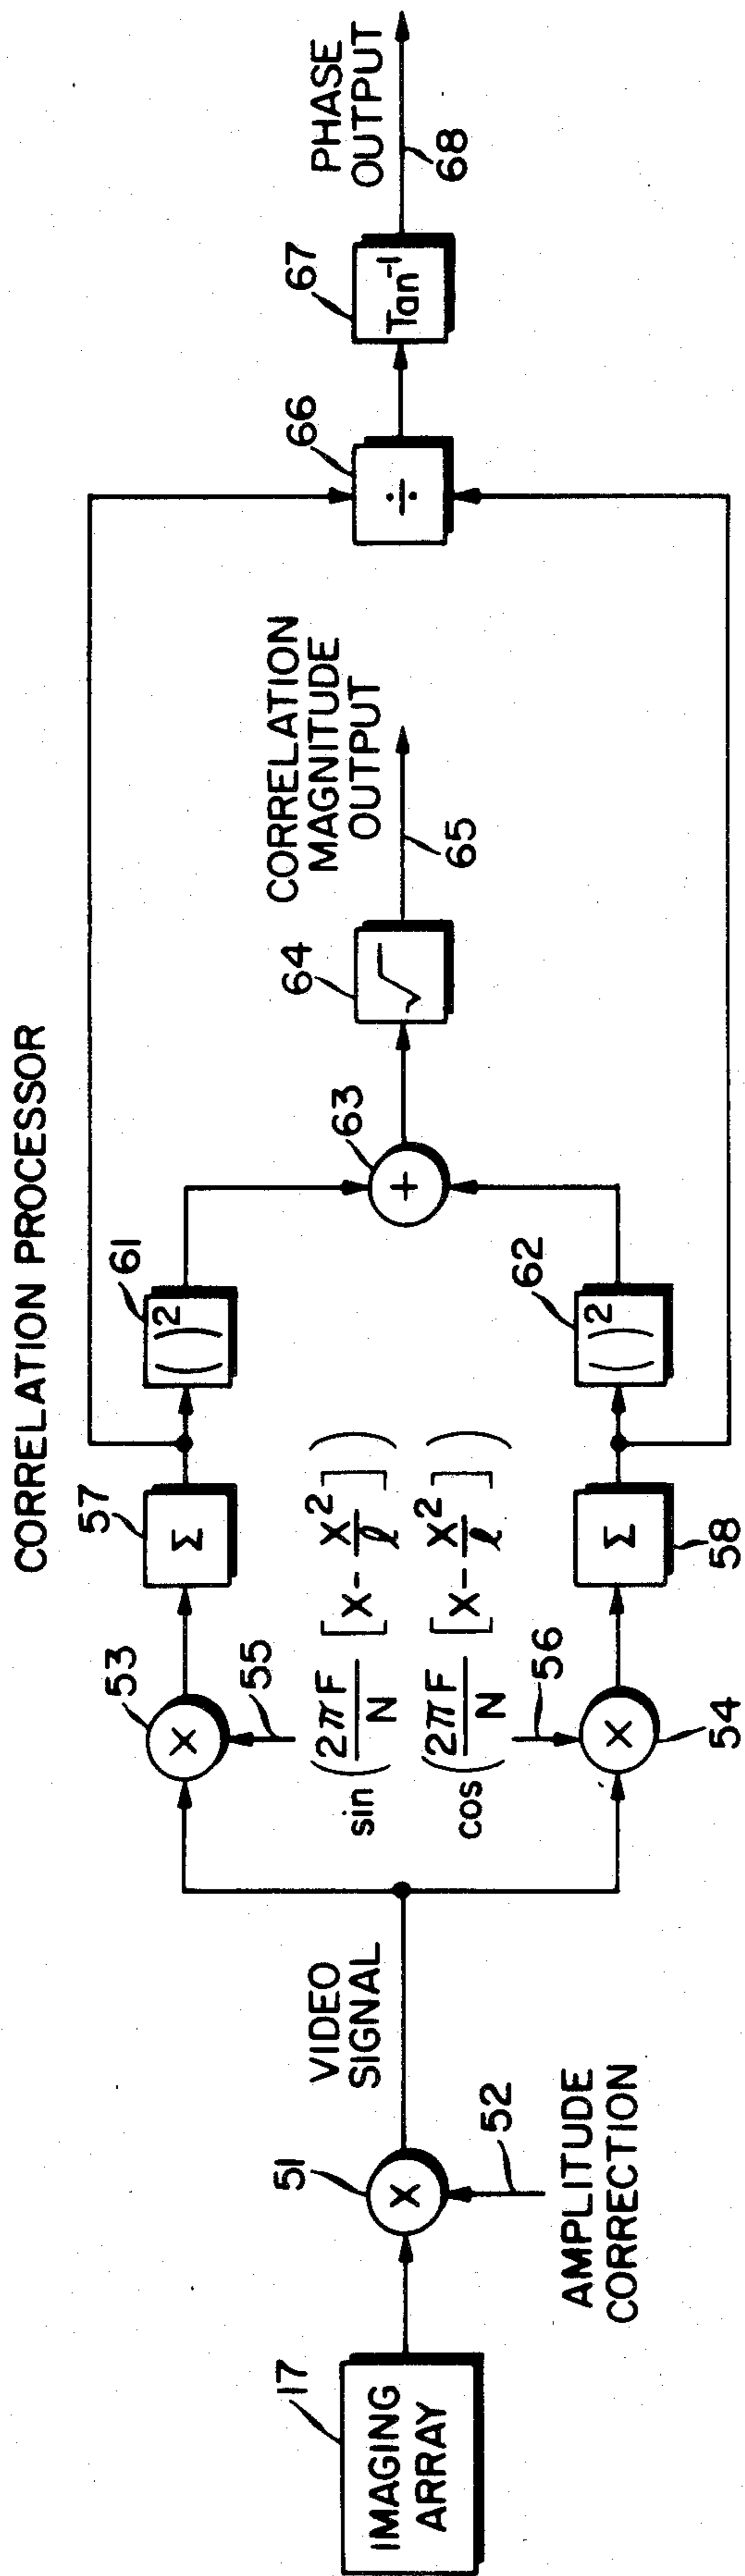 CORRELATION PROCESSOR
17
IMAGING
ARRAY
51
X
52
AMPLITUDE
CORRECTION
VIDEO
SIGNAL
53
X
55
sin(2πF/N [X-X²/ℓ])
cos(2πF/N [X-X²/ℓ])
56
X
54
57
Σ
Σ
58
61
( )²
62
( )²
63
+
64
√
CORRELATION
MAGNITUDE
OUTPUT
65
66
÷
67
Tan⁻¹
PHASE
OUTPUT
68